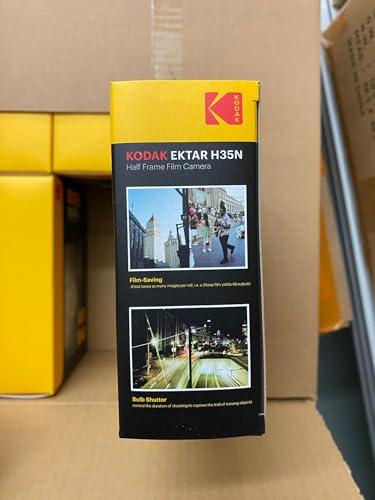 KODAK
KODAK EKTAR H35N
Half Frame Film Camera
Film-Saving
shoot twice as many images per roll, i.e. a 24exp film yields 48 outputs
Bulb Shutter
control the duration of shooting to capture the trail of moving objects